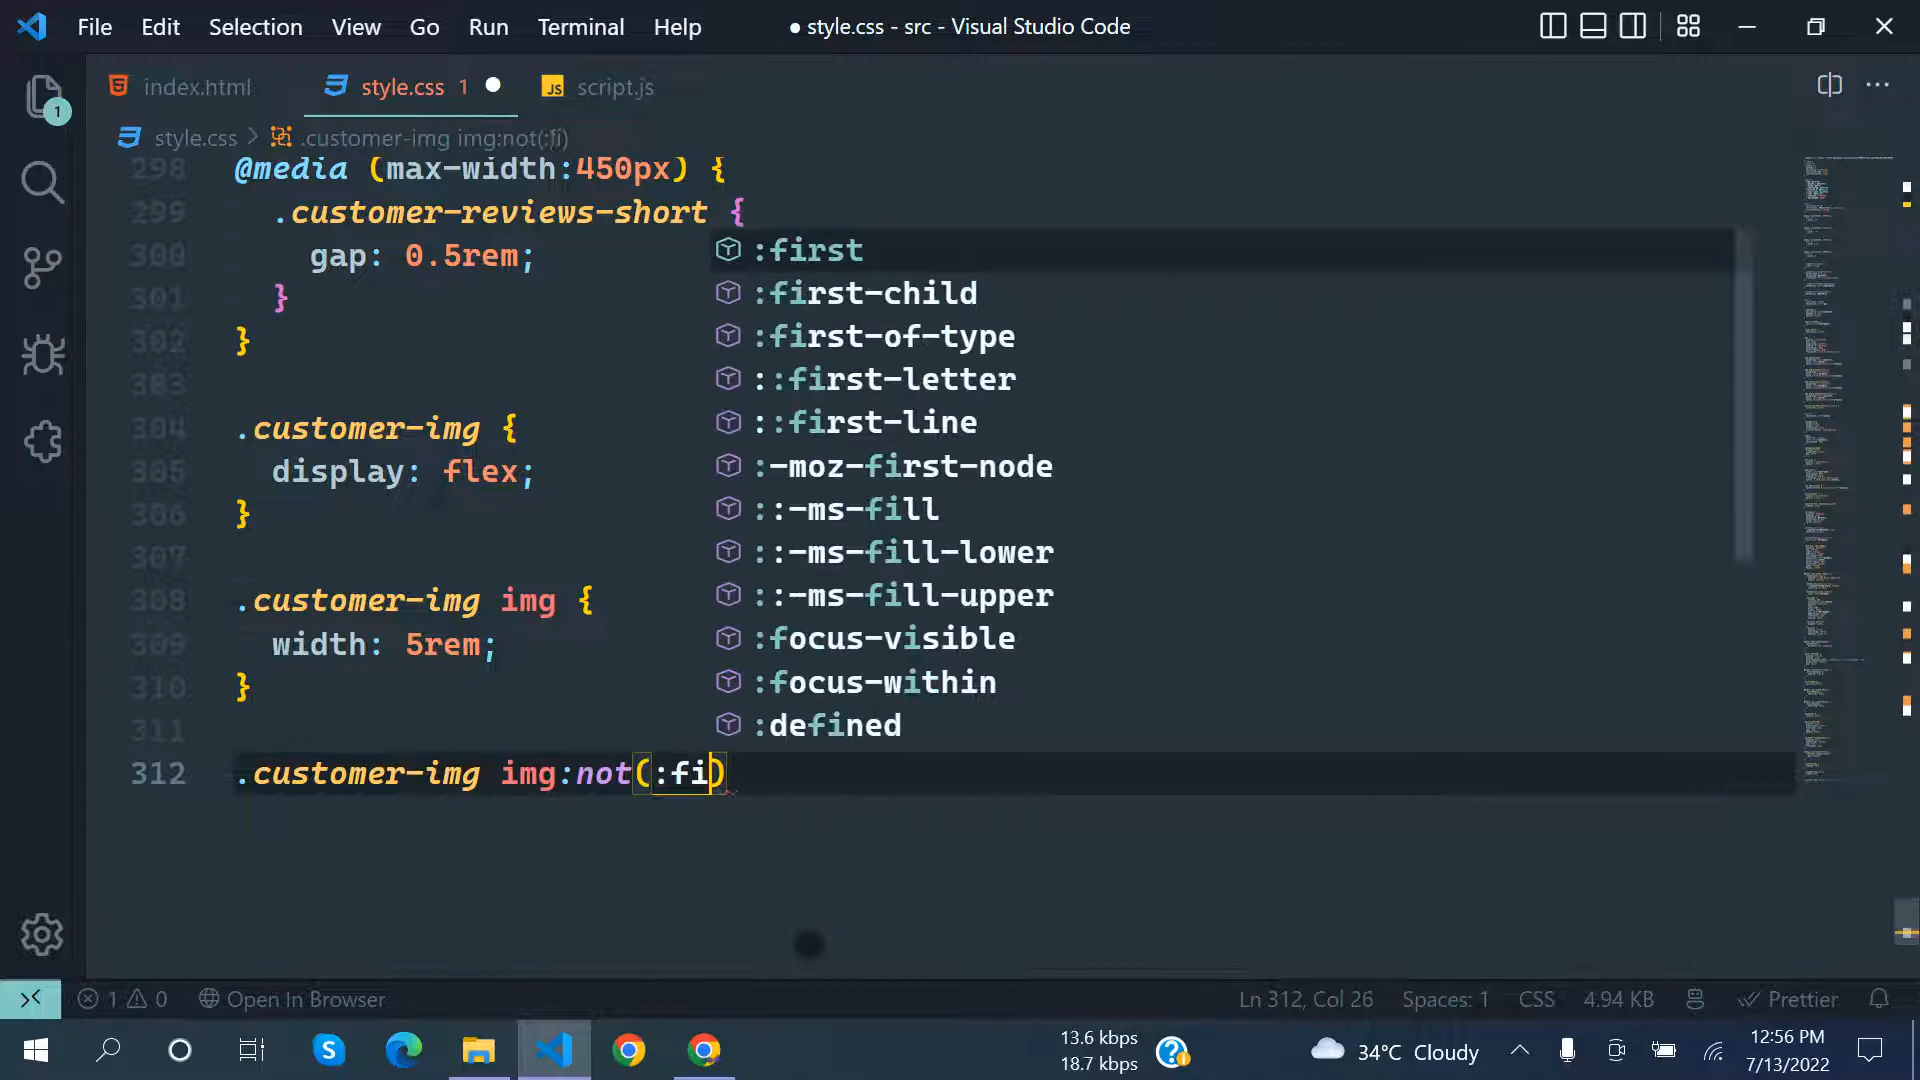 File Edit Selection View Go Run Terminal Help ● style.css - src - Visual Studio Code
1
index.html style.css 1 ● JS script.js
style.css > .customer-img img:not(:fi)
298 @media (max-width:450px) {
299 .customer-reviews-short {
300 gap: 0.5rem;
301 }
302 }
303
304 .customer-img {
305 display: flex;
306 }
307
308 .customer-img img {
309 width: 5rem;
310 }
311
312 .customer-img img:not(:fi)
:first
:first-child
:first-of-type
::first-letter
::first-line
:-moz-first-node
::-ms-fill
::-ms-fill-lower
::-ms-fill-upper
:focus-visible
:focus-within
:defined
1 0 Open In Browser Ln 312, Col 26 Spaces: 1 CSS 4.94 KB Prettier
13.6 kbps
18.7 kbps
34°C Cloudy
12:56 PM
7/13/2022